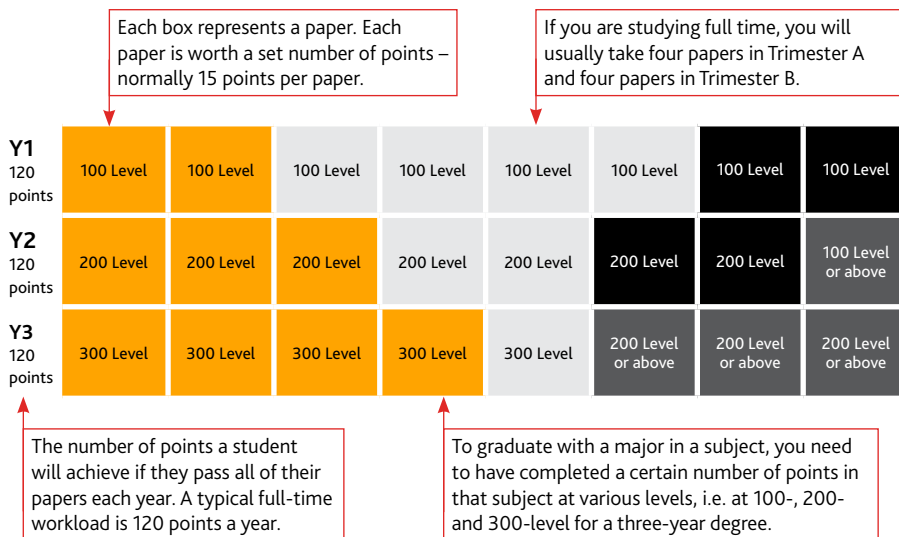 Each box represents a paper. Each
paper is worth a set number of points –
normally 15 points per paper.
If you are studying full time, you will
usually take four papers in Trimester A
and four papers in Trimester B.
Y1
120
points
100 Level
100 Level
100 Level
100 Level
100 Level
100 Level
100 Level
100 Level
Y2
120
points
200 Level
200 Level
200 Level
200 Level
200 Level
200 Level
200 Level
100 Level
or above
Y3
120
points
300 Level
300 Level
300 Level
300 Level
300 Level
200 Level
or above
200 Level
or above
200 Level
or above
The number of points a student
will achieve if they pass all of their
papers each year. A typical full-time
workload is 120 points a year.
To graduate with a major in a subject, you need
to have completed a certain number of points in
that subject at various levels, i.e. at 100-, 200-
and 300-level for a three-year degree.